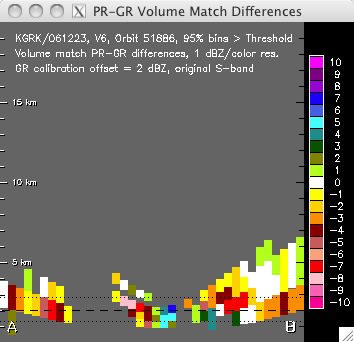 PR-GR Volume Match Differences
KGRK/061223, V6, Orbit 51886, 95% bins > Threshold
Volume match PR-GR differences, 1 dBZ/color res.
GR calibration offset = 2 dBZ, original S-band
15 km
10 km
5 km
A
B
10
9
8
7
6
5
4
3
2
1
0
-1
-2
-3
-4
-5
-6
-7
-8
-9
-10